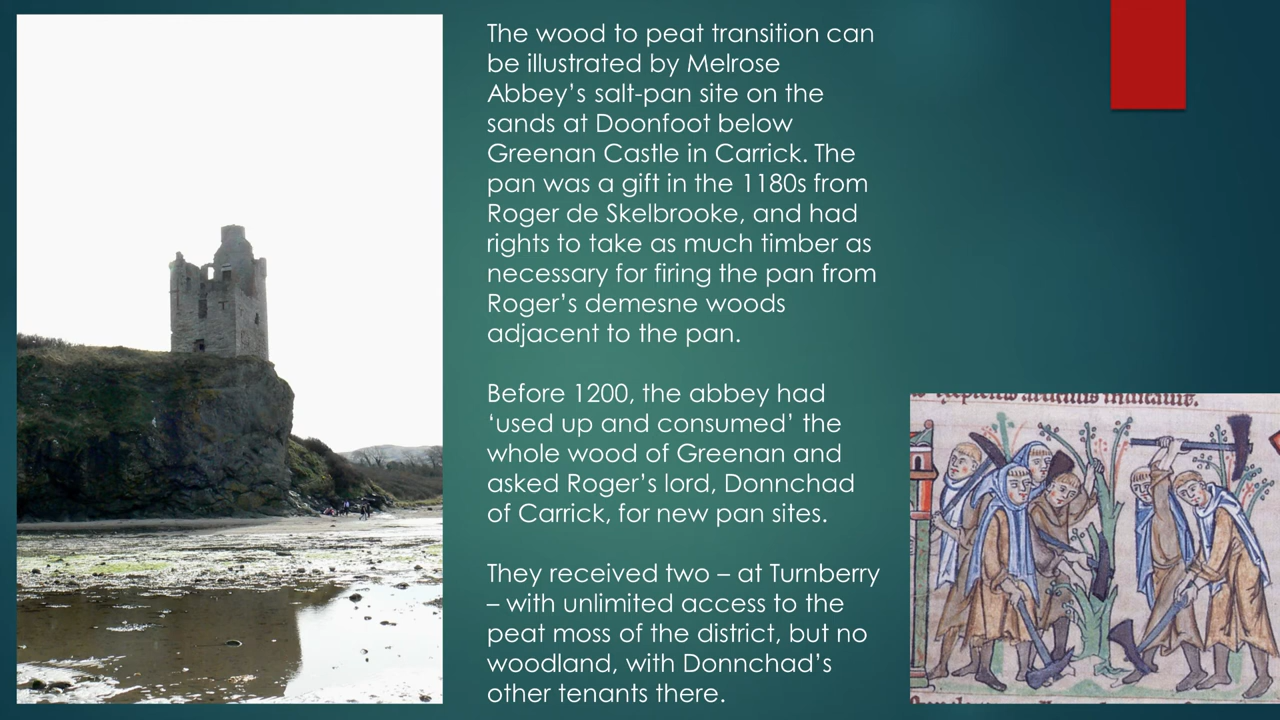 The wood to peat transition can
be illustrated by Melrose
Abbey’s salt-pan site on the
sands at Doonfoot below
Greenan Castle in Carrick. The
pan was a gift in the 1180s from
Roger de Skelbrooke, and had
rights to take as much timber as
necessary for firing the pan from
Roger’s demesne woods
adjacent to the pan.
Before 1200, the abbey had
‘used up and consumed’ the
whole wood of Greenan and
asked Roger’s lord, Donnchad
of Carrick, for new pan sites.
They received two – at Turnberry
– with unlimited access to the
peat moss of the district, but no
woodland, with Donnchad’s
other tenants there.